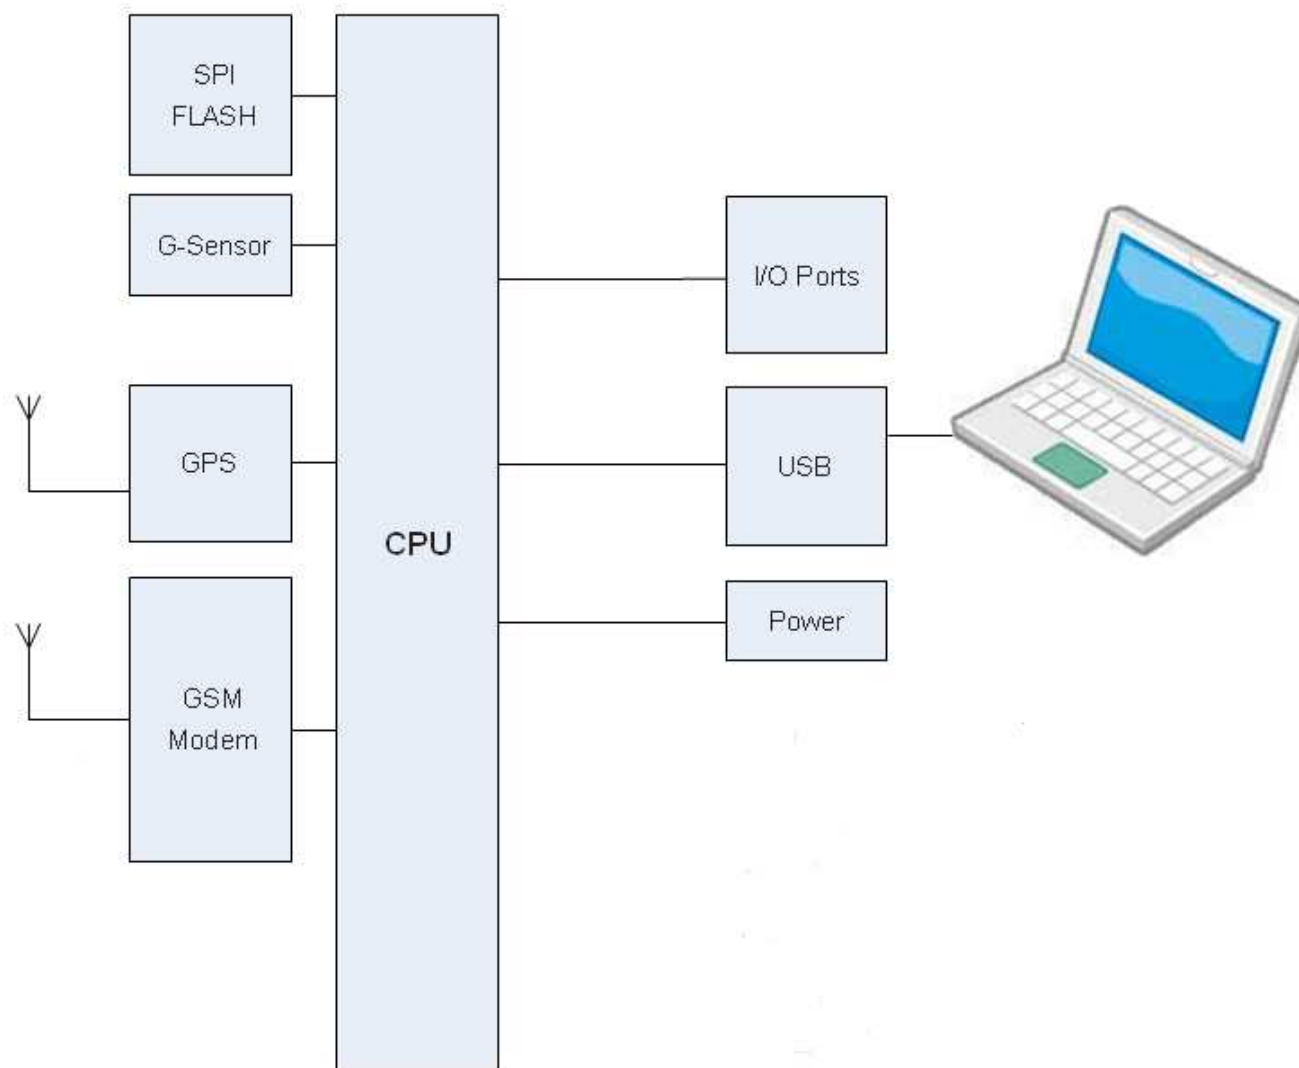 SPI
FLASH
G-Sensor
GPS
GSM
Modem
CPU
I/O Ports
USB
Power